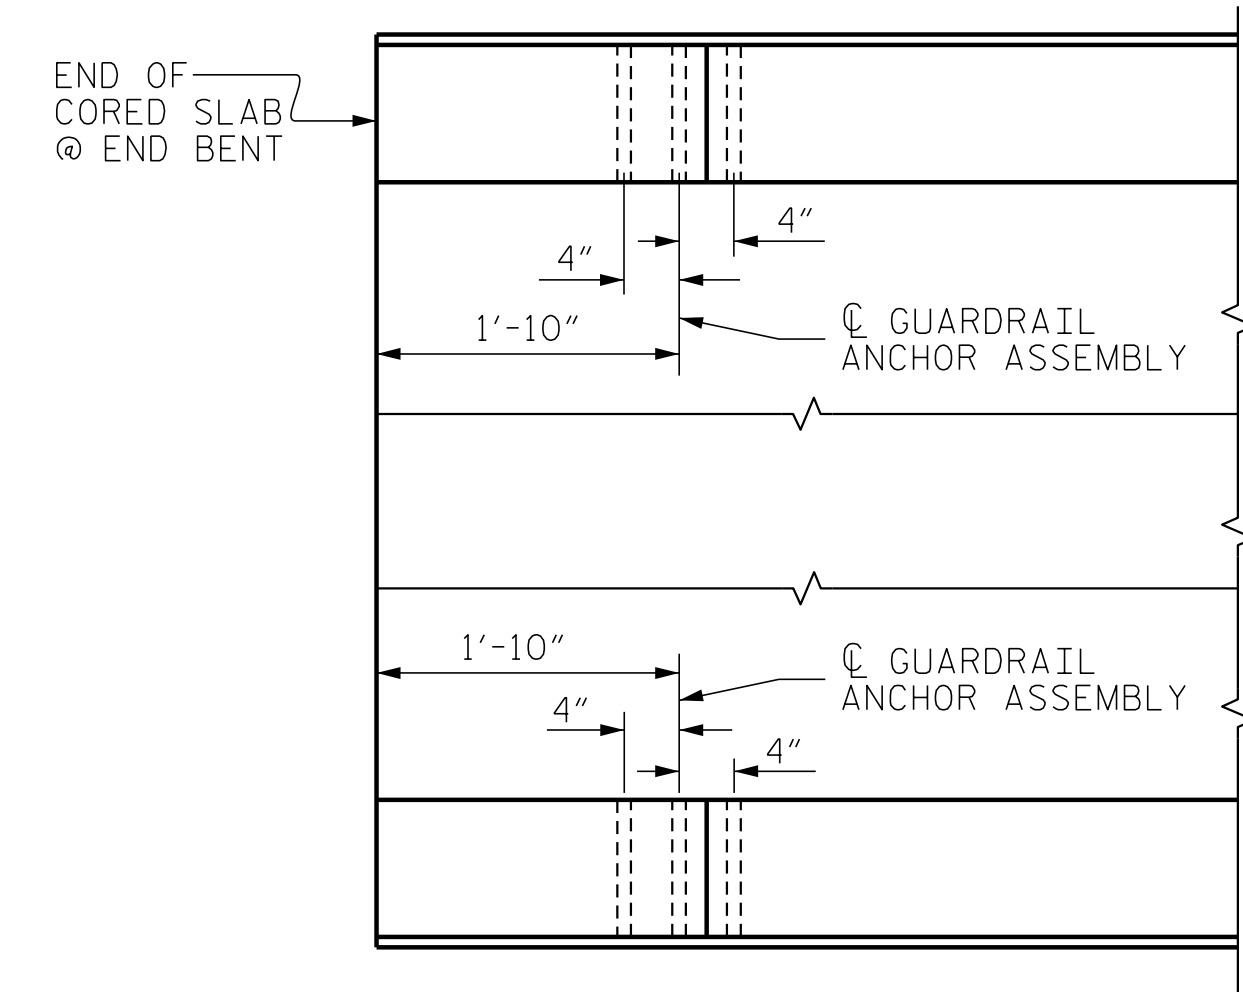 END OF
CORED SLAB
@ END BENT
4"
4"
1'-10"
℄ GUARDRAIL
ANCHOR ASSEMBLY
1'-10"
℄ GUARDRAIL
ANCHOR ASSEMBLY
4"
4"